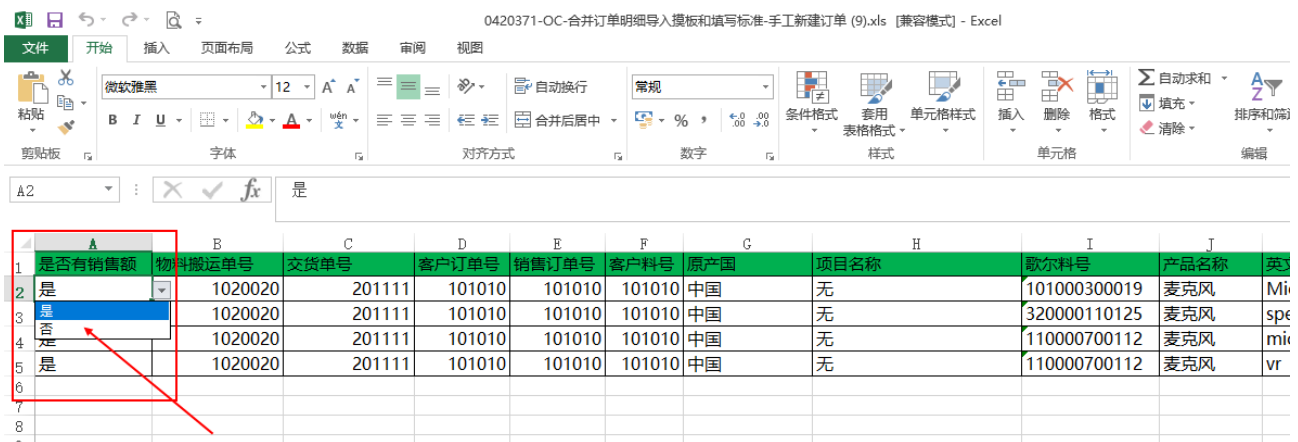 0420371-OC-合并订单明细导入摸板和填写标准-手工新建订单 (9).xls [兼容模式] - Excel
文件 开始 插入 页面布局 公式 数据 审阅 视图
微软雅黑 12 自动换行 常规 自动求和
粘贴 条件格式 套用 表格格式 单元格样式 插入 删除 格式 填充 排序和筛
B I U A wén 文 合并后居中 % 清除
剪贴板 字体 对齐方式 数字 样式 单元格 编辑
A2 fx 是
A B C D E F G H I J
1 是否有销售额 物料搬运单号 交货单号 客户订单号 销售订单号 客户料号 原产国 项目名称 歌尔料号 产品名称 英文
2 是 1020020 201111 101010 101010 101010 中国 无 101000300019 麦克风 Mi
是
3 1020020 201111 101010 101010 101010 中国 无 320000110125 麦克风 spe
否
4 是 1020020 201111 101010 101010 101010 中国 无 110000700112 麦克风 mi
5 是 1020020 201111 101010 101010 101010 中国 无 110000700112 麦克风 vr
6
7
8